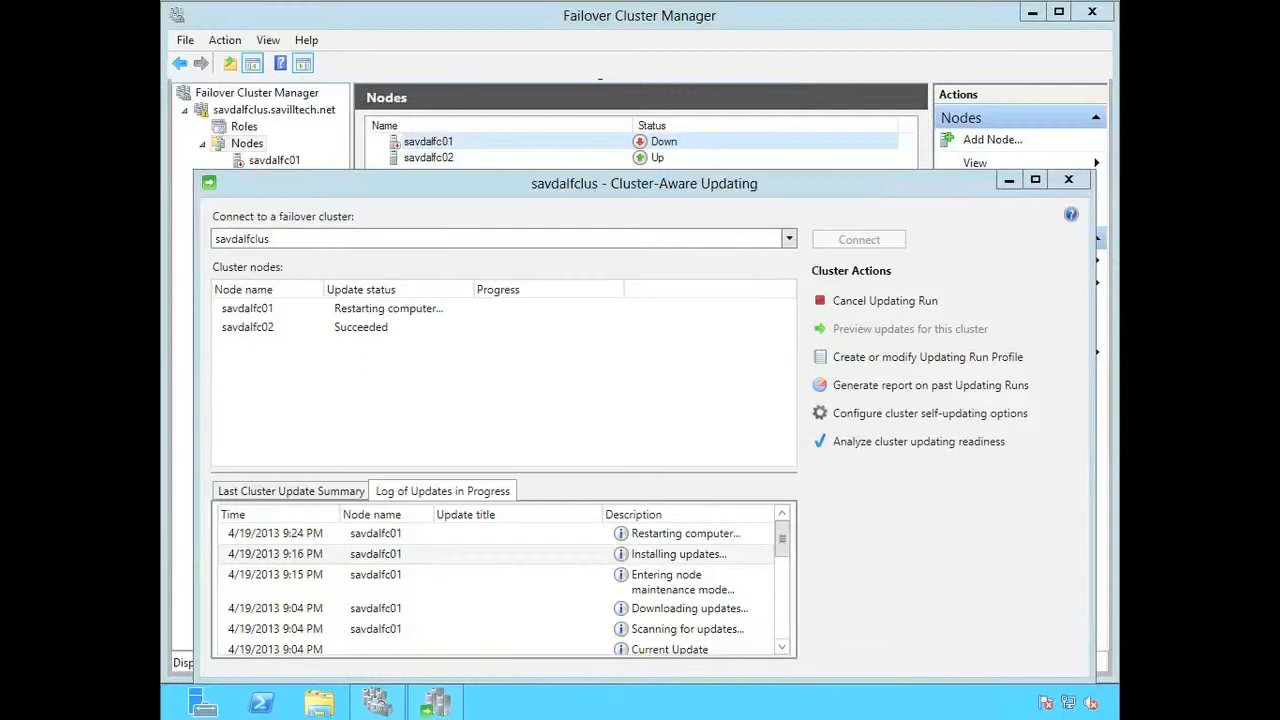 Failover Cluster Manager
File Action View Help
Failover Cluster Manager
savdalfclus.savilltech.net
Roles
Nodes
savdalfc01
Nodes
Name Status
savdalfc01 Down
savdalfc02 Up
Actions
Nodes
Add Node...
View
savdalfclus - Cluster-Aware Updating
Connect to a failover cluster:
savdalfclus
Connect
Cluster nodes:
Node name Update status Progress
savdalfc01 Restarting computer...
savdalfc02 Succeeded
Cluster Actions
Cancel Updating Run
Preview updates for this cluster
Create or modify Updating Run Profile
Generate report on past Updating Runs
Configure cluster self-updating options
Analyze cluster updating readiness
Last Cluster Update Summary Log of Updates in Progress
Time Node name Update title Description
4/19/2013 9:24 PM savdalfc01 Restarting computer...
4/19/2013 9:16 PM savdalfc01 Installing updates...
4/19/2013 9:15 PM savdalfc01 Entering node
maintenance mode...
4/19/2013 9:04 PM savdalfc01 Downloading updates...
4/19/2013 9:04 PM savdalfc01 Scanning for updates...
4/19/2013 9:04 PM Current Update
Disp